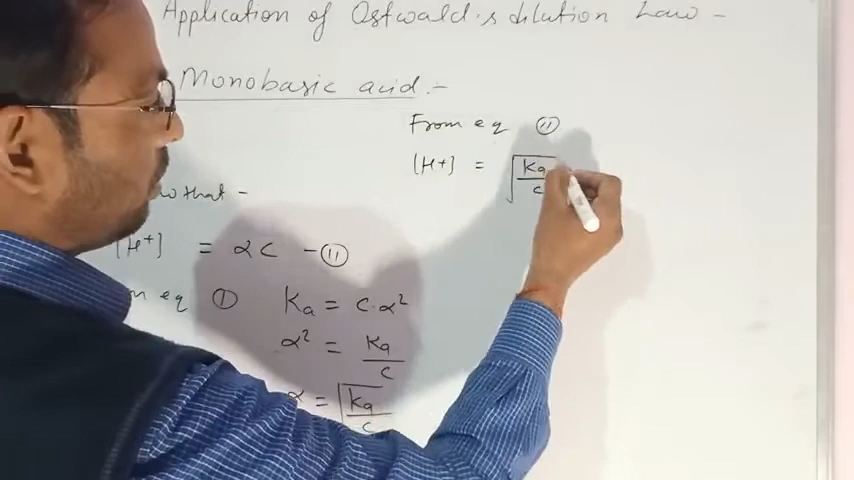 Application of Ostwald's dilution Law -
Monobasic acid -
that -
[H+] = αc - (II)
eq (I) Ka = c.α²
α² = Ka/c
α = √Ka/c
From eq (II)
[H+] = √Ka/c